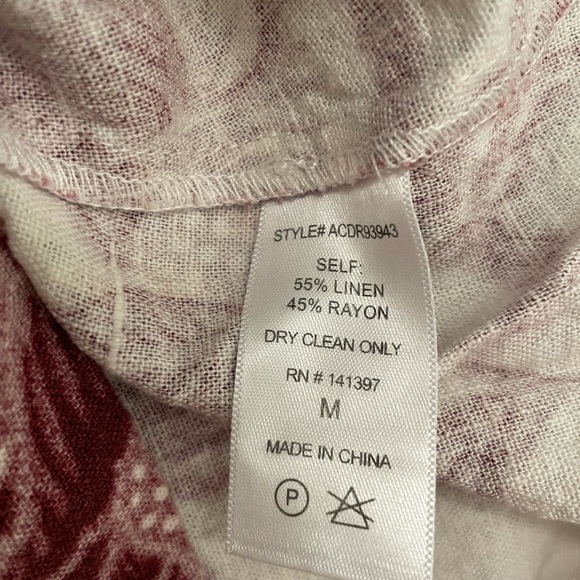 STYLE# ACDR93943
SELF:
55% LINEN
45% RAYON
DRY CLEAN ONLY
RN # 141397
M
MADE IN CHINA
P